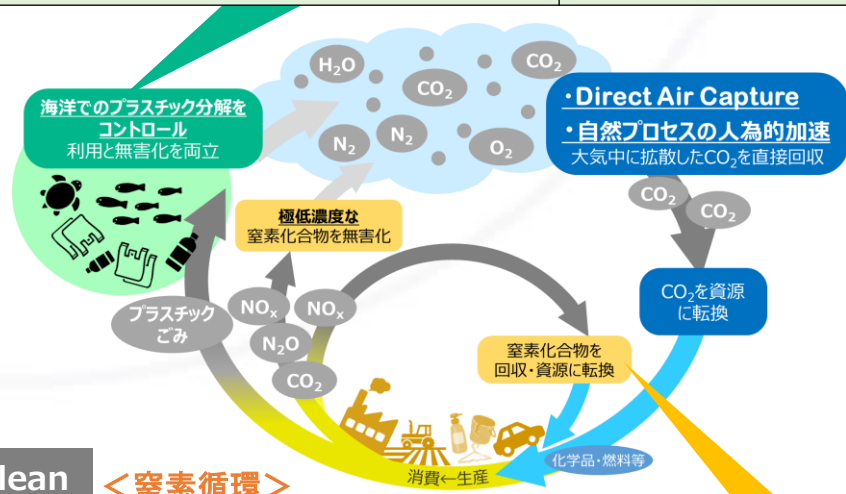 H₂O
CO₂
CO₂
N₂
N₂
O₂
海洋でのプラスチック分解を
コントロール
利用と無害化を両立
・Direct Air Capture
・自然プロセスの人為的加速
大気中に拡散したCO₂を直接回収
CO₂
CO₂
極低濃度な
窒素化合物を無害化
プラスチック
ごみ
NOₓ
NOₓ
N₂O
CO₂
CO₂を資源
に転換
窒素化合物を
回収・資源に転換
化学品・燃料等
消費←生産
lean
＜窒素循環＞